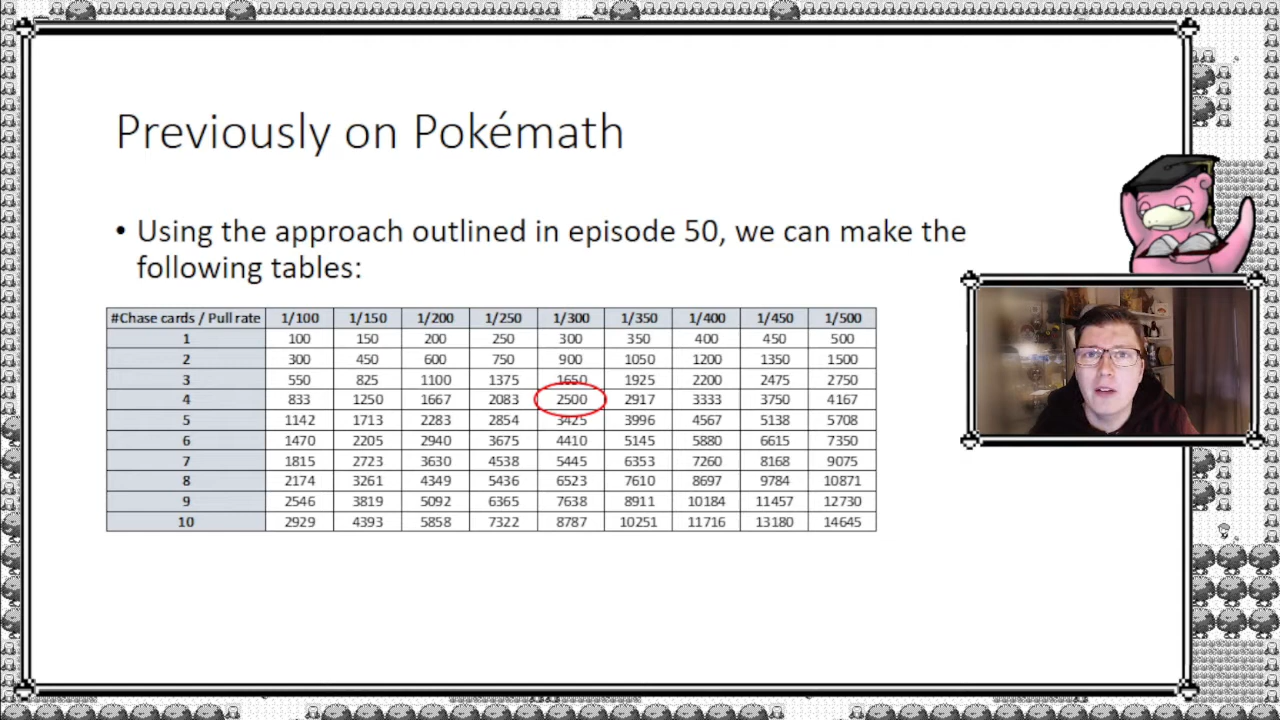 Previously on Pokémath
• Using the approach outlined in episode 50, we can make the
following tables:
#Chase cards / Pull rate 1/100 1/150 1/200 1/250 1/300 1/350 1/400 1/450 1/500
1 100 150 200 250 300 350 400 450 500
2 300 450 600 750 900 1050 1200 1350 1500
3 550 825 1100 1375 1650 1925 2200 2475 2750
4 833 1250 1667 2083 2500 2917 3333 3750 4167
5 1142 1713 2283 2854 3425 3996 4567 5138 5708
6 1470 2205 2940 3675 4410 5145 5880 6615 7350
7 1815 2723 3630 4538 5445 6353 7260 8168 9075
8 2174 3261 4349 5436 6523 7610 8697 9784 10871
9 2546 3819 5092 6365 7638 8911 10184 11457 12730
10 2929 4393 5858 7322 8787 10251 11716 13180 14645